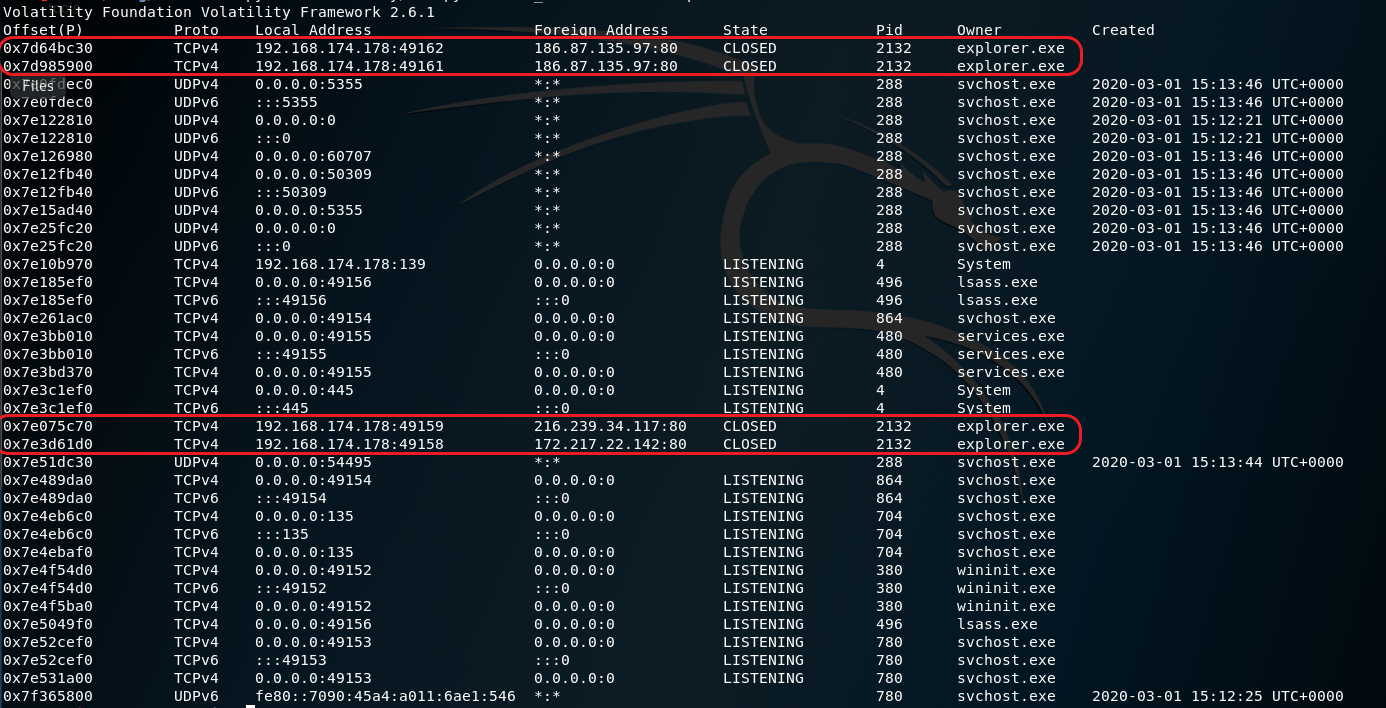 Volatility Foundation Volatility Framework 2.6.1
Offset(P) Proto Local Address Foreign Address State Pid Owner Created
0x7d64bc30 TCPv4 192.168.174.178:49162 186.87.135.97:80 CLOSED 2132 explorer.exe
0x7d985900 TCPv4 192.168.174.178:49161 186.87.135.97:80 CLOSED 2132 explorer.exe
Files UDPv4 0.0.0.0:5355 *:* 288 svchost.exe 2020-03-01 15:13:46 UTC+0000
0x7e0fdec0 UDPv6 :::5355 *:* 288 svchost.exe 2020-03-01 15:13:46 UTC+0000
0x7e122810 UDPv4 0.0.0.0:0 *:* 288 svchost.exe 2020-03-01 15:12:21 UTC+0000
0x7e122810 UDPv6 :::0 *:* 288 svchost.exe 2020-03-01 15:12:21 UTC+0000
0x7e126980 UDPv4 0.0.0.0:60707 *:* 288 svchost.exe 2020-03-01 15:13:46 UTC+0000
0x7e12fb40 UDPv4 0.0.0.0:50309 *:* 288 svchost.exe 2020-03-01 15:13:46 UTC+0000
0x7e12fb40 UDPv6 :::50309 *:* 288 svchost.exe 2020-03-01 15:13:46 UTC+0000
0x7e15ad40 UDPv4 0.0.0.0:5355 *:* 288 svchost.exe 2020-03-01 15:13:46 UTC+0000
0x7e25fc20 UDPv4 0.0.0.0:0 *:* 288 svchost.exe 2020-03-01 15:13:46 UTC+0000
0x7e25fc20 UDPv6 :::0 *:* 288 svchost.exe 2020-03-01 15:13:46 UTC+0000
0x7e10b970 TCPv4 192.168.174.178:139 0.0.0.0:0 LISTENING 4 System
0x7e185ef0 TCPv4 0.0.0.0:49156 0.0.0.0:0 LISTENING 496 lsass.exe
0x7e185ef0 TCPv6 :::49156 :::0 LISTENING 496 lsass.exe
0x7e261ac0 TCPv4 0.0.0.0:49154 0.0.0.0:0 LISTENING 864 svchost.exe
0x7e3bb010 TCPv4 0.0.0.0:49155 0.0.0.0:0 LISTENING 480 services.exe
0x7e3bb010 TCPv6 :::49155 :::0 LISTENING 480 services.exe
0x7e3bd370 TCPv4 0.0.0.0:49155 0.0.0.0:0 LISTENING 480 services.exe
0x7e3c1ef0 TCPv4 0.0.0.0:445 0.0.0.0:0 LISTENING 4 System
0x7e3c1ef0 TCPv6 :::445 :::0 LISTENING 4 System
0x7e075c70 TCPv4 192.168.174.178:49159 216.239.34.117:80 CLOSED 2132 explorer.exe
0x7e3d61d0 TCPv4 192.168.174.178:49158 172.217.22.142:80 CLOSED 2132 explorer.exe
0x7e51dc30 UDPv4 0.0.0.0:54495 *:* 288 svchost.exe 2020-03-01 15:13:44 UTC+0000
0x7e489da0 TCPv4 0.0.0.0:49154 0.0.0.0:0 LISTENING 864 svchost.exe
0x7e489da0 TCPv6 :::49154 :::0 LISTENING 864 svchost.exe
0x7e4eb6c0 TCPv4 0.0.0.0:135 0.0.0.0:0 LISTENING 704 svchost.exe
0x7e4eb6c0 TCPv6 :::135 :::0 LISTENING 704 svchost.exe
0x7e4ebaf0 TCPv4 0.0.0.0:135 0.0.0.0:0 LISTENING 704 svchost.exe
0x7e4f54d0 TCPv4 0.0.0.0:49152 0.0.0.0:0 LISTENING 380 wininit.exe
0x7e4f54d0 TCPv6 :::49152 :::0 LISTENING 380 wininit.exe
0x7e4f5ba0 TCPv4 0.0.0.0:49152 0.0.0.0:0 LISTENING 380 wininit.exe
0x7e5049f0 TCPv4 0.0.0.0:49156 0.0.0.0:0 LISTENING 496 lsass.exe
0x7e52cef0 TCPv4 0.0.0.0:49153 0.0.0.0:0 LISTENING 780 svchost.exe
0x7e52cef0 TCPv6 :::49153 :::0 LISTENING 780 svchost.exe
0x7e531a00 TCPv4 0.0.0.0:49153 0.0.0.0:0 LISTENING 780 svchost.exe
0x7f365800 UDPv6 fe80::7090:45a4:a011:6ae1:546 *:* 780 svchost.exe 2020-03-01 15:12:25 UTC+0000